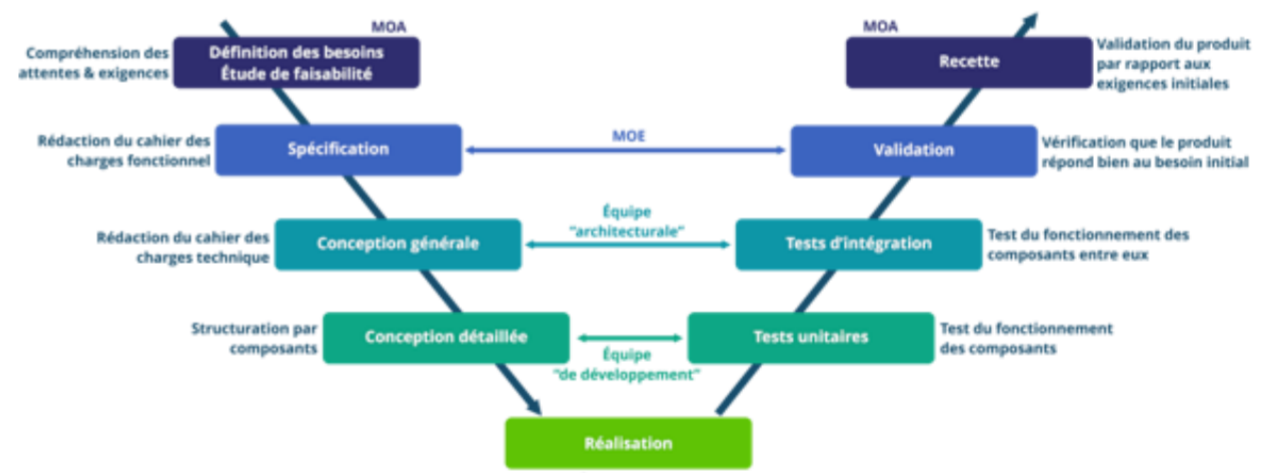 MOA
MOA
Compréhension des
attentes & exigences
Définition des besoins
Étude de faisabilité
Recette
Validation du produit
par rapport aux
exigences initiales
Rédaction du cahier des
charges fonctionnel
Spécification
MOE
Validation
Vérification que le produit
répond bien au besoin initial
Rédaction du cahier des
charges technique
Conception générale
Équipe
"architecturale"
Tests d'intégration
Test du fonctionnement des
composants entre eux
Structuration par
composants
Conception détaillée
Équipe
"de développement"
Tests unitaires
Test du fonctionnement
des composants
Réalisation